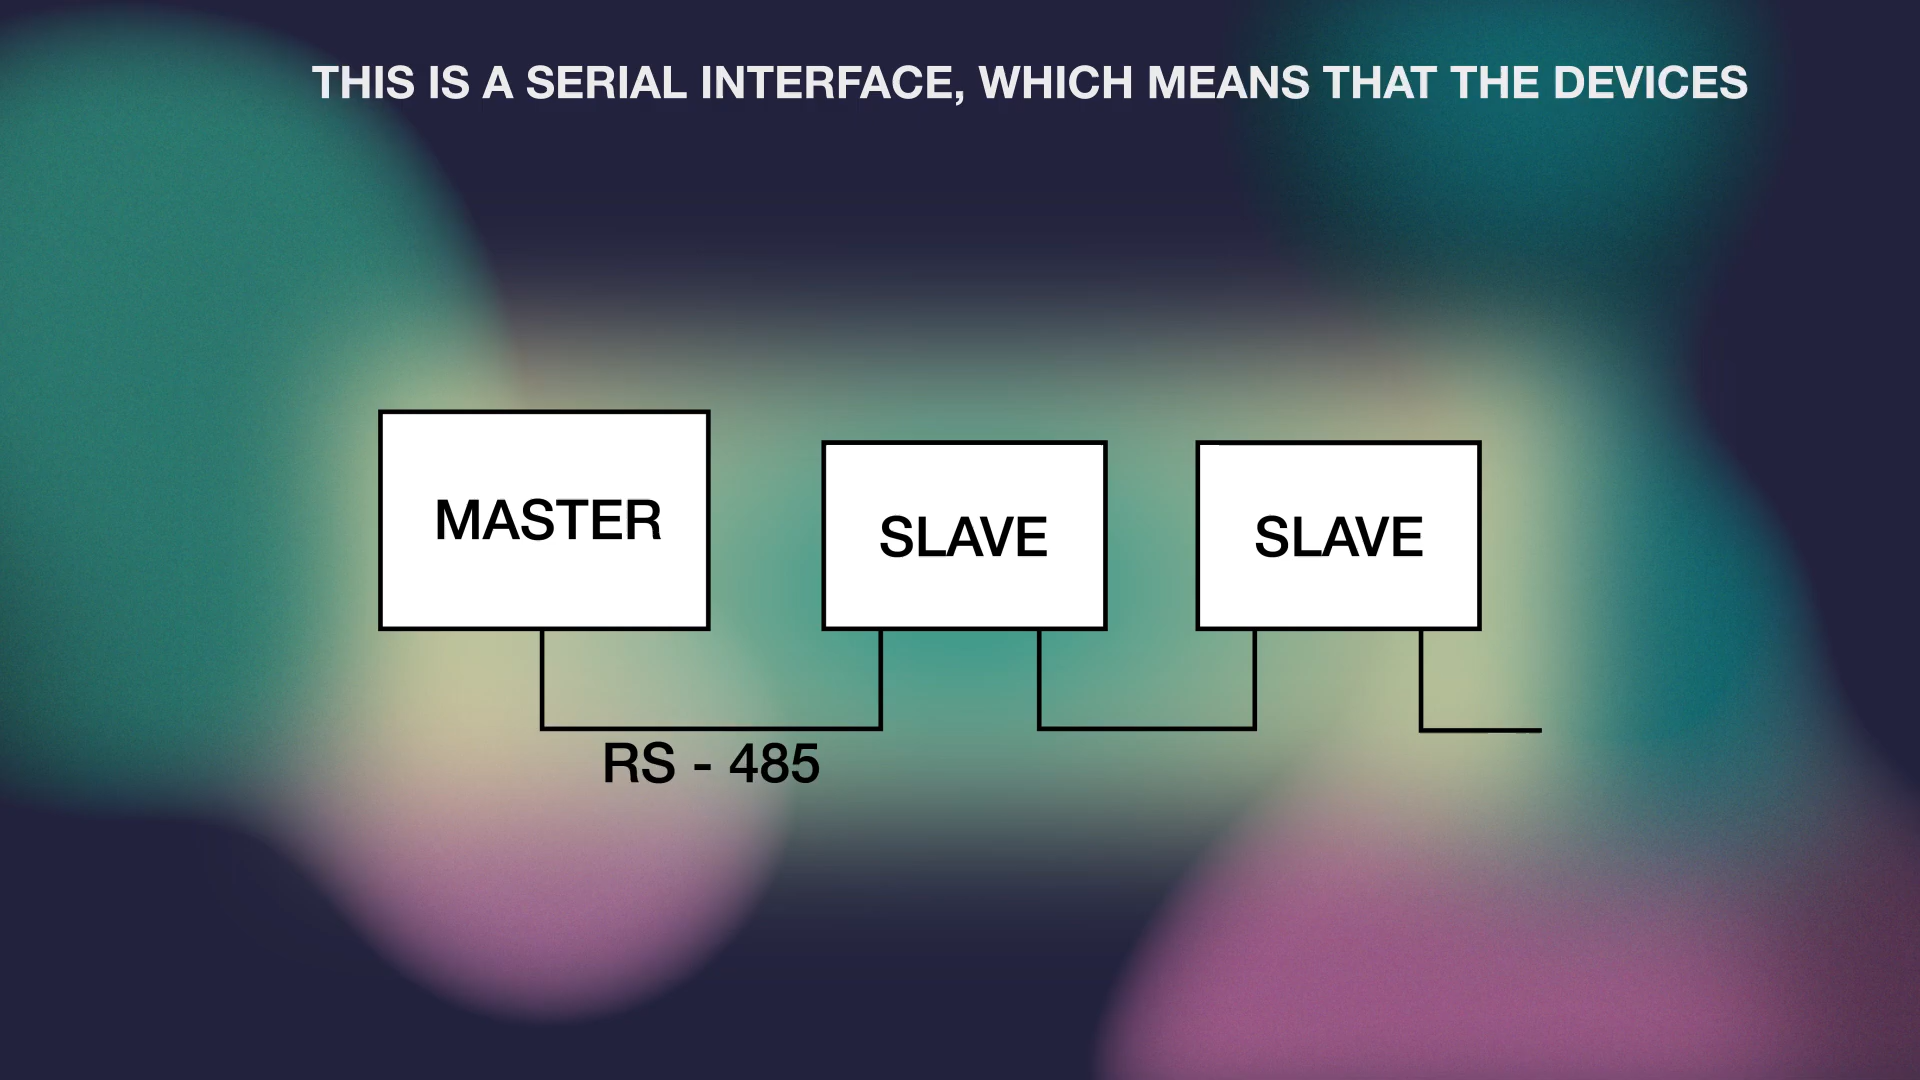 THIS IS A SERIAL INTERFACE, WHICH MEANS THAT THE DEVICES
MASTER
SLAVE
SLAVE
RS - 485